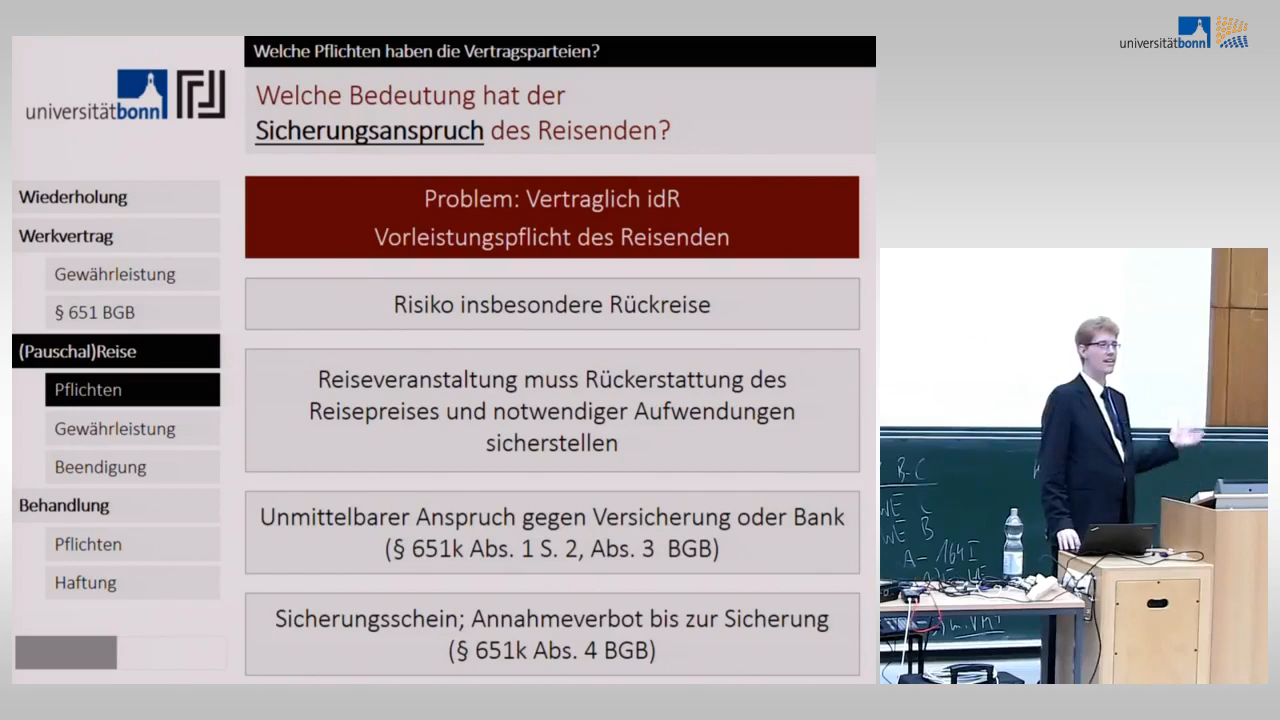 universitätbonn
Welche Pflichten haben die Vertragsparteien?
universitätbonn
Welche Bedeutung hat der
Sicherungsanspruch des Reisenden?
Wiederholung
Werkvertrag
Gewährleistung
§ 651 BGB
(Pauschal)Reise
Pflichten
Gewährleistung
Beendigung
Behandlung
Pflichten
Haftung
Problem: Vertraglich idR
Vorleistungspflicht des Reisenden
Risiko insbesondere Rückreise
Reiseveranstaltung muss Rückerstattung des
Reisepreises und notwendiger Aufwendungen
sicherstellen
Unmittelbarer Anspruch gegen Versicherung oder Bank
(§ 651k Abs. 1 S. 2, Abs. 3 BGB)
Sicherungsschein; Annahmeverbot bis zur Sicherung
(§ 651k Abs. 4 BGB)
B-C
WE C
WE B
A- 164 I